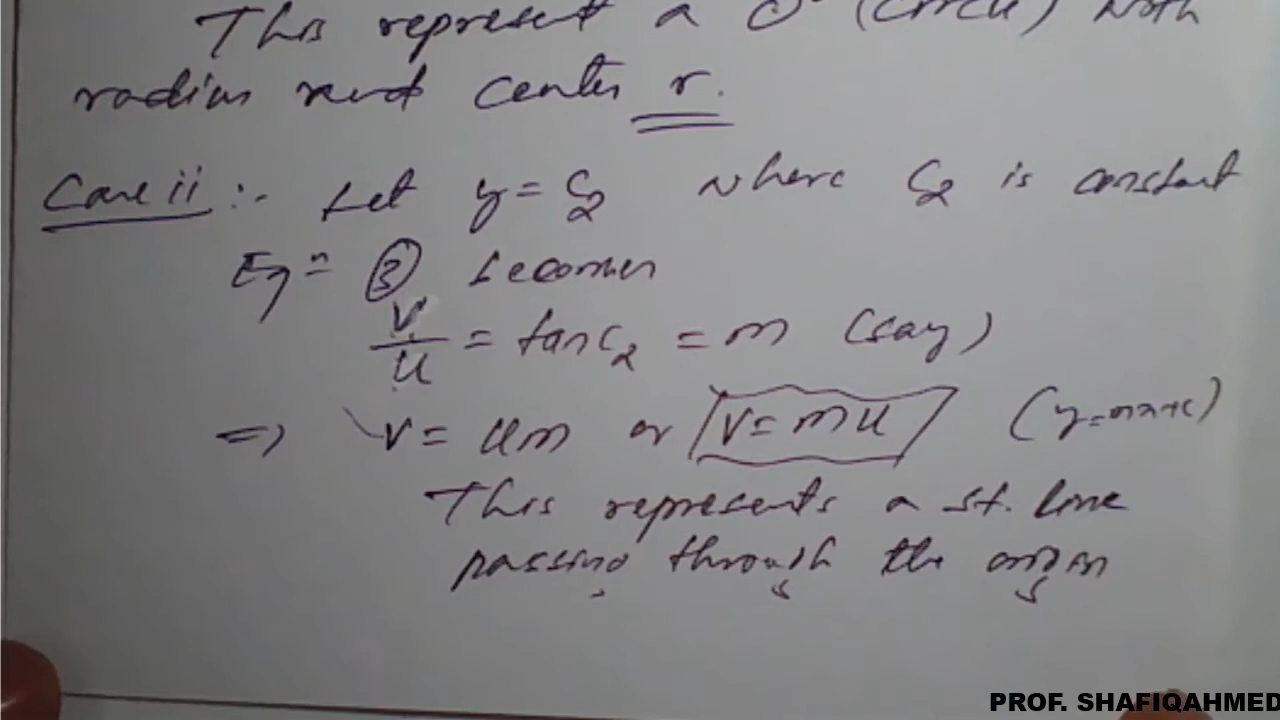 This represent a O (circle) with
radius and center r.
Case ii :- Let y = C₂ where C₂ is constant
Eqⁿ ③ becomes
V/U = tan C₂ = m (say)
⇒ V = Um or V = mU (y=mx+c)
This represents a st. line
passing through the origin
PROF. SHAFIQAHMED